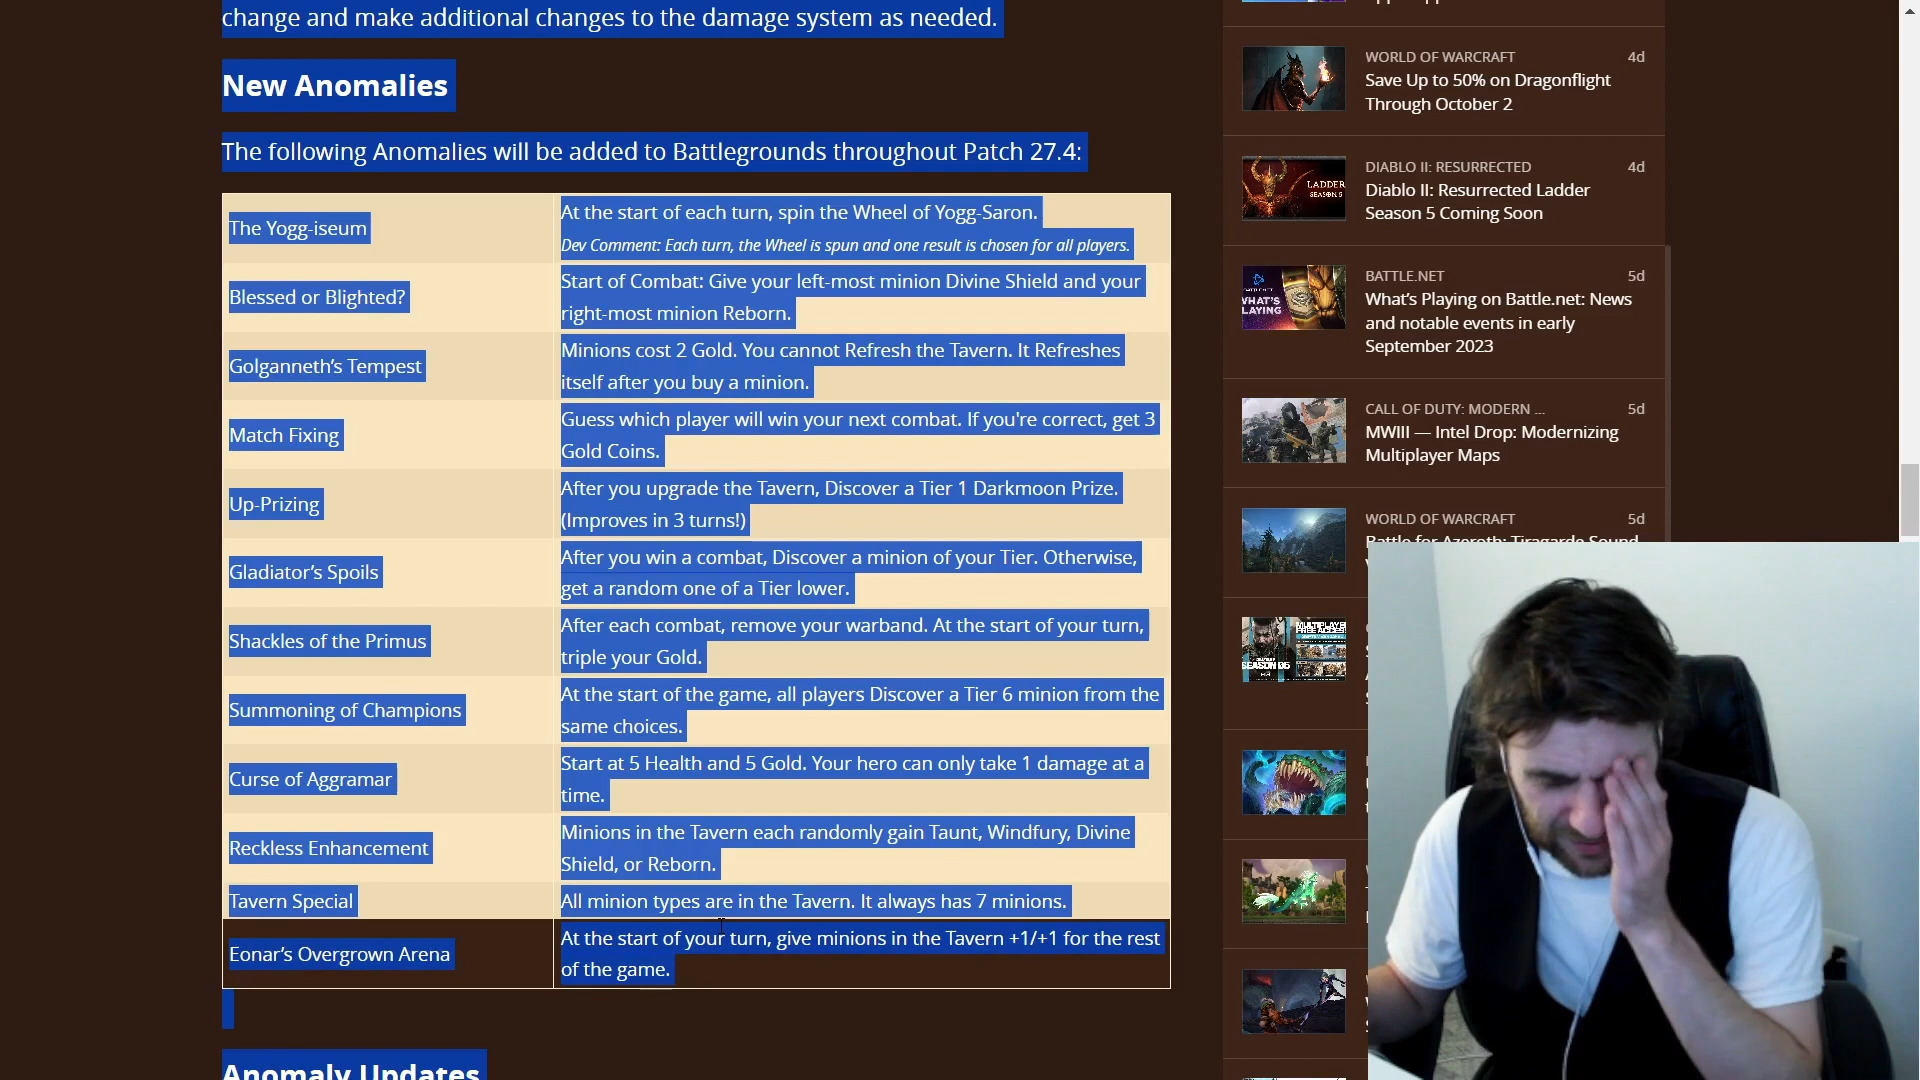 change and make additional changes to the damage system as needed.
New Anomalies
The following Anomalies will be added to Battlegrounds throughout Patch 27.4:
The Yogg-iseum
At the start of each turn, spin the Wheel of Yogg-Saron.
Dev Comment: Each turn, the Wheel is spun and one result is chosen for all players.
Blessed or Blighted?
Start of Combat: Give your left-most minion Divine Shield and your
right-most minion Reborn.
Golganneth’s Tempest
Minions cost 2 Gold. You cannot Refresh the Tavern. It Refreshes
itself after you buy a minion.
Match Fixing
Guess which player will win your next combat. If you're correct, get 3
Gold Coins.
Up-Prizing
After you upgrade the Tavern, Discover a Tier 1 Darkmoon Prize.
(Improves in 3 turns!)
Gladiator’s Spoils
After you win a combat, Discover a minion of your Tier. Otherwise,
get a random one of a Tier lower.
Shackles of the Primus
After each combat, remove your warband. At the start of your turn,
triple your Gold.
Summoning of Champions
At the start of the game, all players Discover a Tier 6 minion from the
same choices.
Curse of Aggramar
Start at 5 Health and 5 Gold. Your hero can only take 1 damage at a
time.
Reckless Enhancement
Minions in the Tavern each randomly gain Taunt, Windfury, Divine
Shield, or Reborn.
Tavern Special
All minion types are in the Tavern. It always has 7 minions.
Eonar’s Overgrown Arena
At the start of your turn, give minions in the Tavern +1/+1 for the rest
of the game.
Anomaly Updates
WORLD OF WARCRAFT 4d
Save Up to 50% on Dragonflight
Through October 2
LADDER
DIABLO II: RESURRECTED 4d
Diablo II: Resurrected Ladder
Season 5 Coming Soon
WHAT'S
PLAYING
BATTLE.NET 5d
What’s Playing on Battle.net: News
and notable events in early
September 2023
CALL OF DUTY: MODERN ... 5d
MWIII — Intel Drop: Modernizing
Multiplayer Maps
WORLD OF WARCRAFT 5d
Battle for Azeroth: Tiragarde Sound
MULTIPLAYER
FREE ACCESS
SEASON 05